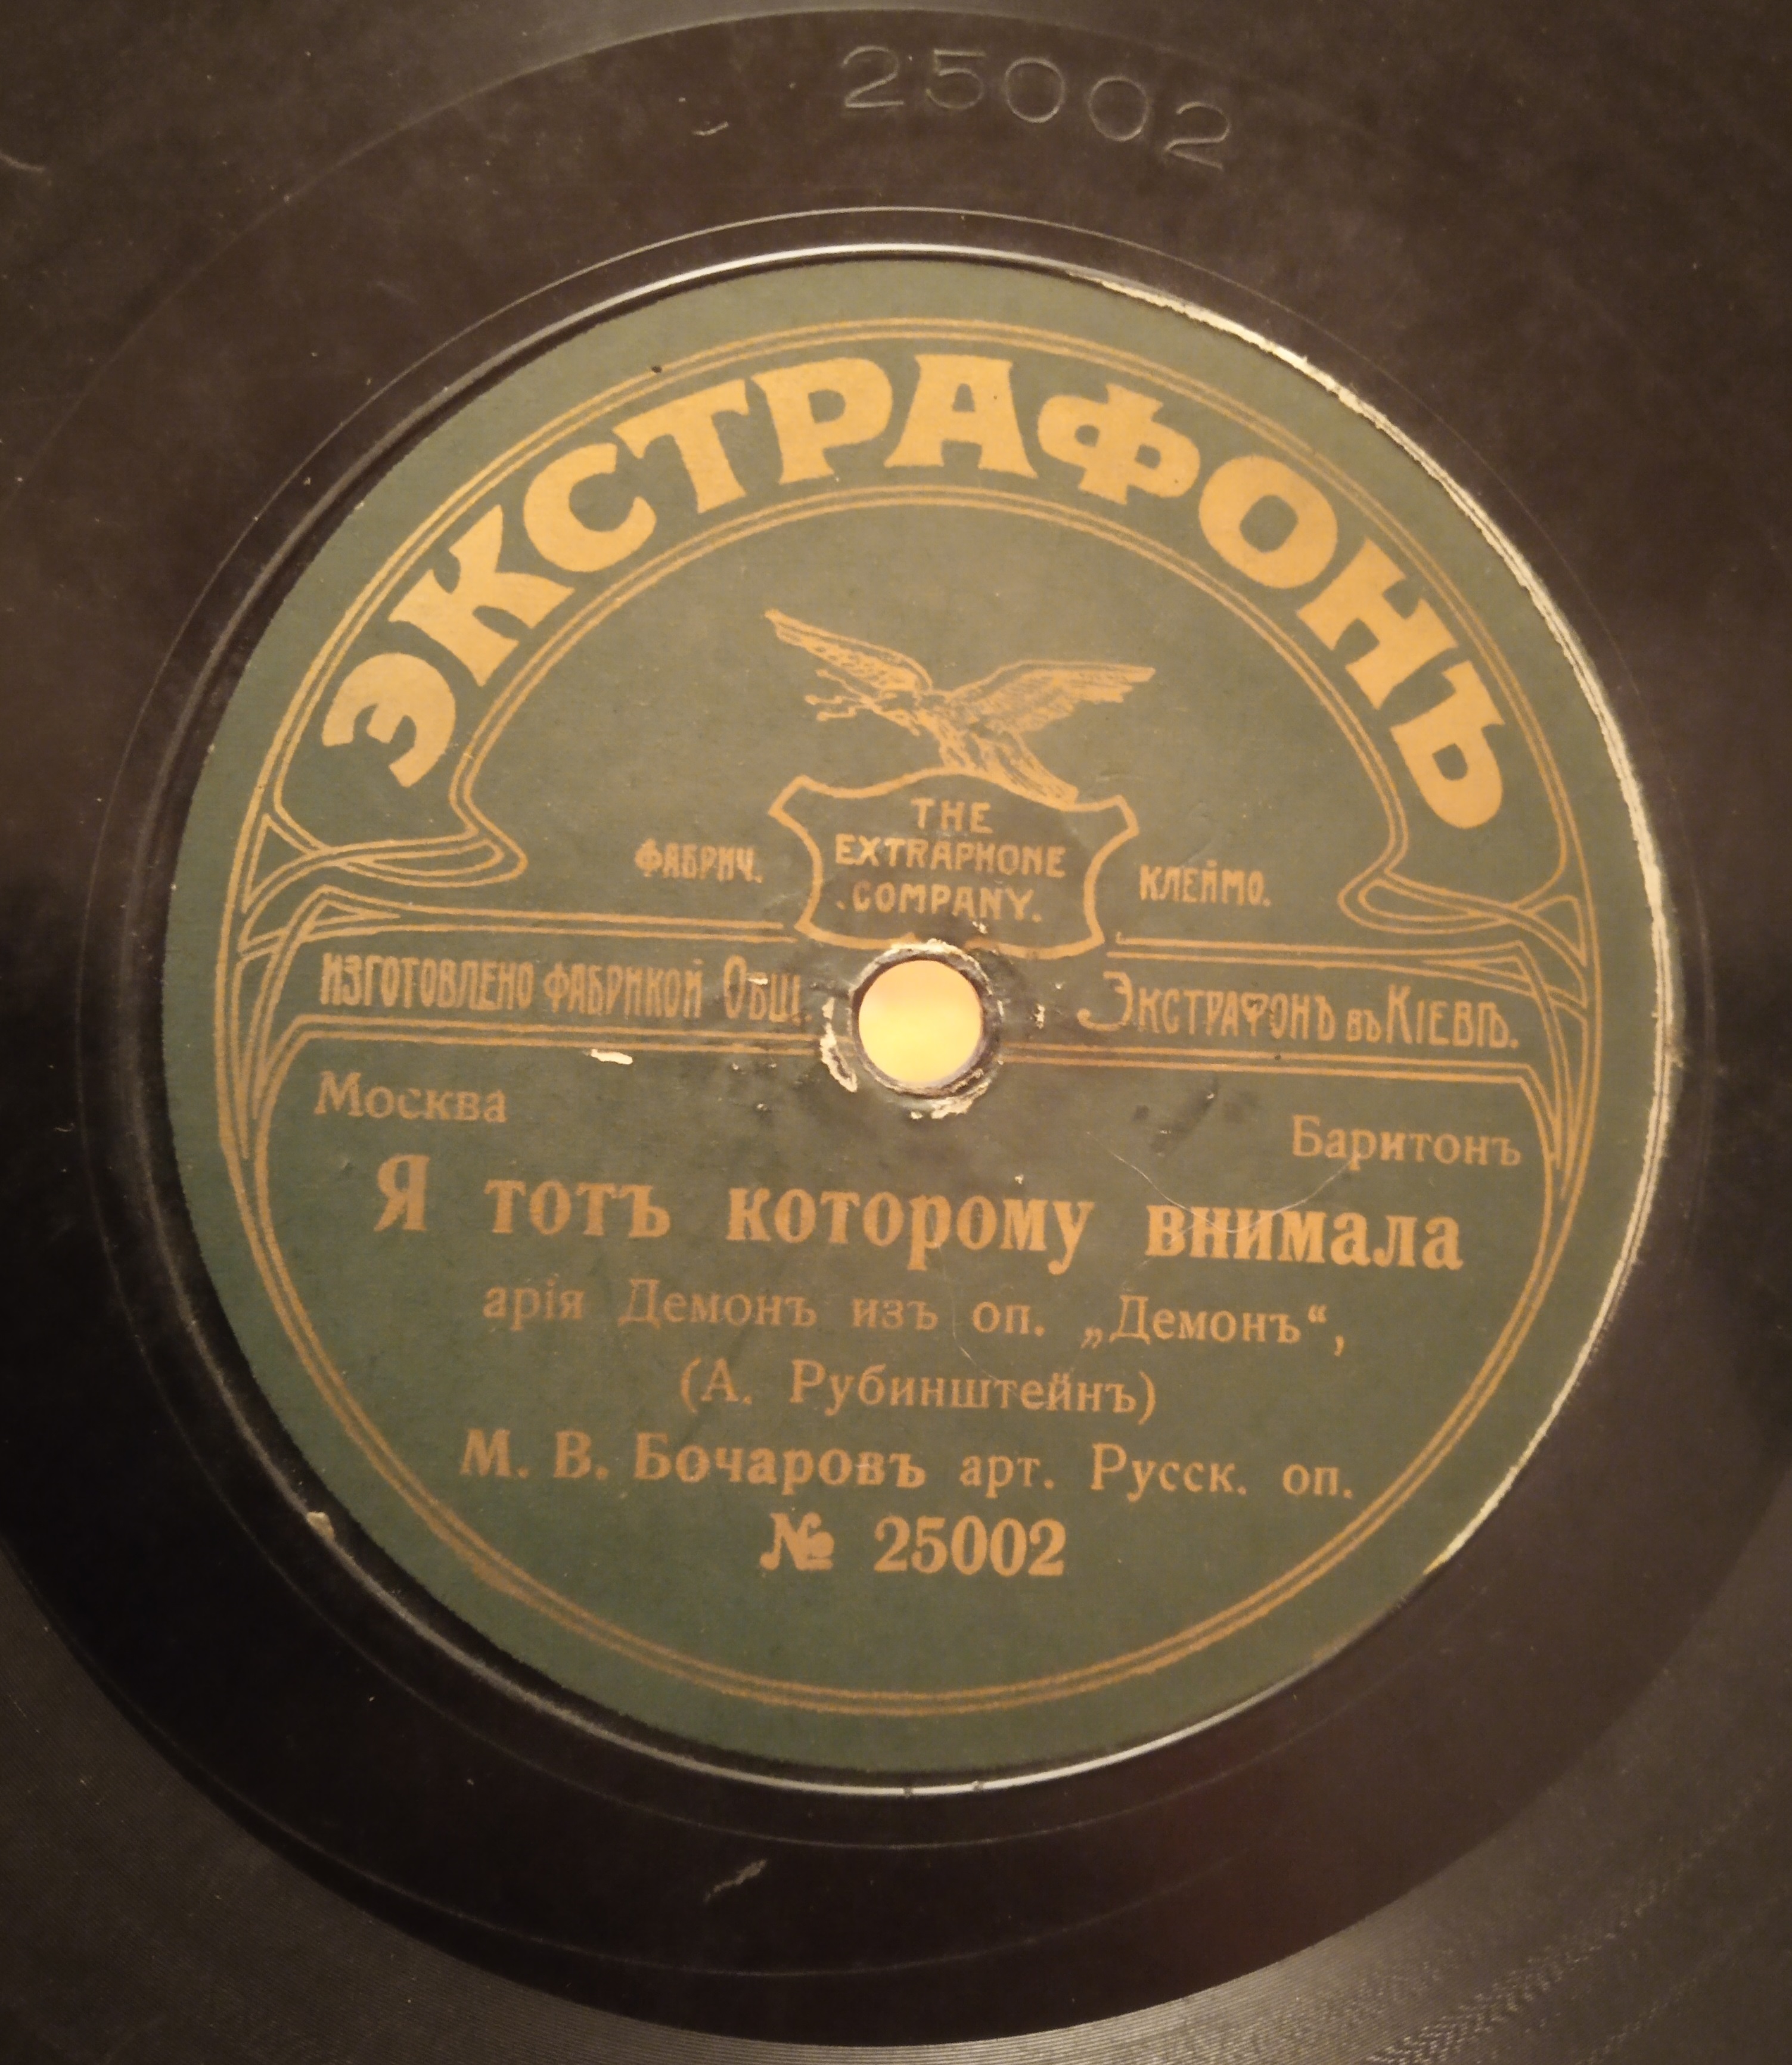 25002
ЭКСТРАФОНЪ
THE
EXTRAPHONE
COMPANY.
ФАБРИЧ. КЛЕЙМО.
ИЗГОТОВЛЕНО ФАБРИКОЙ ОБЩ. ЭКСТРАФОНЪ ВЪ КІЕВѢ.
Москва Баритонъ
Я тотъ которому внимала
арія Демонъ изъ оп. „Демонъ“,
(А. Рубинштейнъ)
М. В. Бочаровъ арт. Русск. оп.
№ 25002